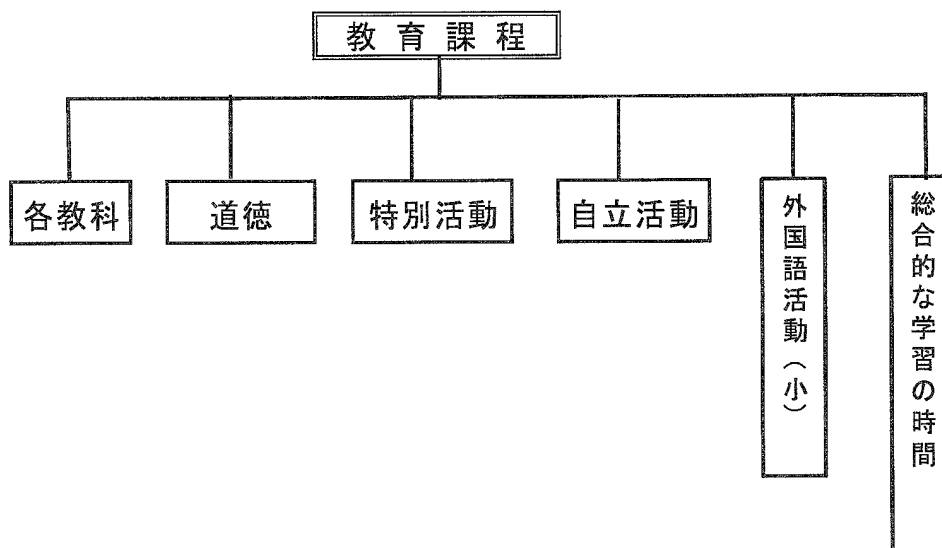 教育課程
各教科
道徳
特別活動
自立活動
外国語活動（小）
総合的な学習の時間